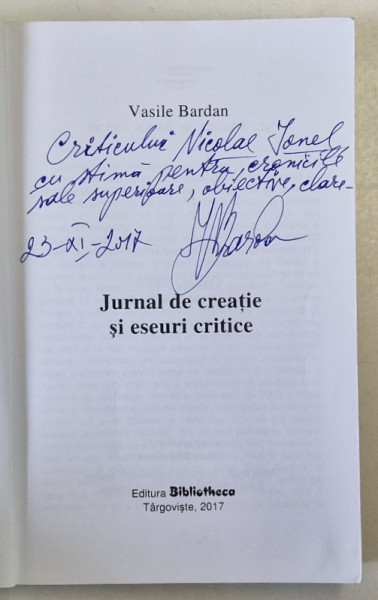 Vasile Bardan
Criticului Nicolae Ionel
cu stimă pentru cronicile
sale superioare, obiective, clare-
23-XI-2017 VBardan
Jurnal de creație
și eseuri critice
Editura Bibliotheca
Târgoviște, 2017